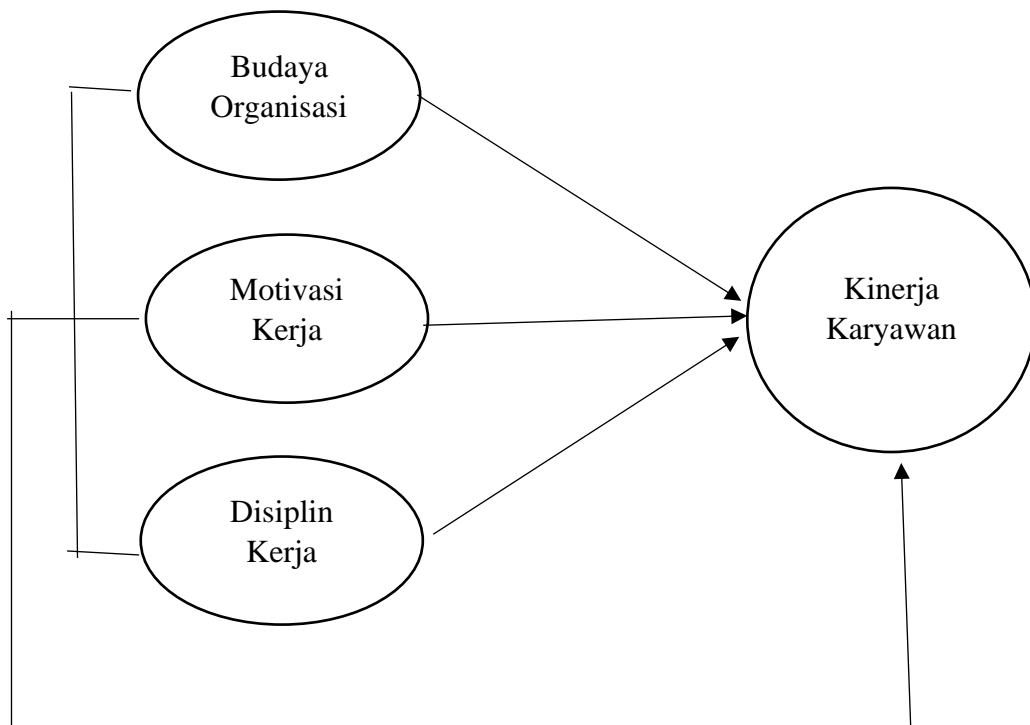 Budaya
Organisasi
Motivasi
Kerja
Kinerja
Karyawan
Disiplin
Kerja